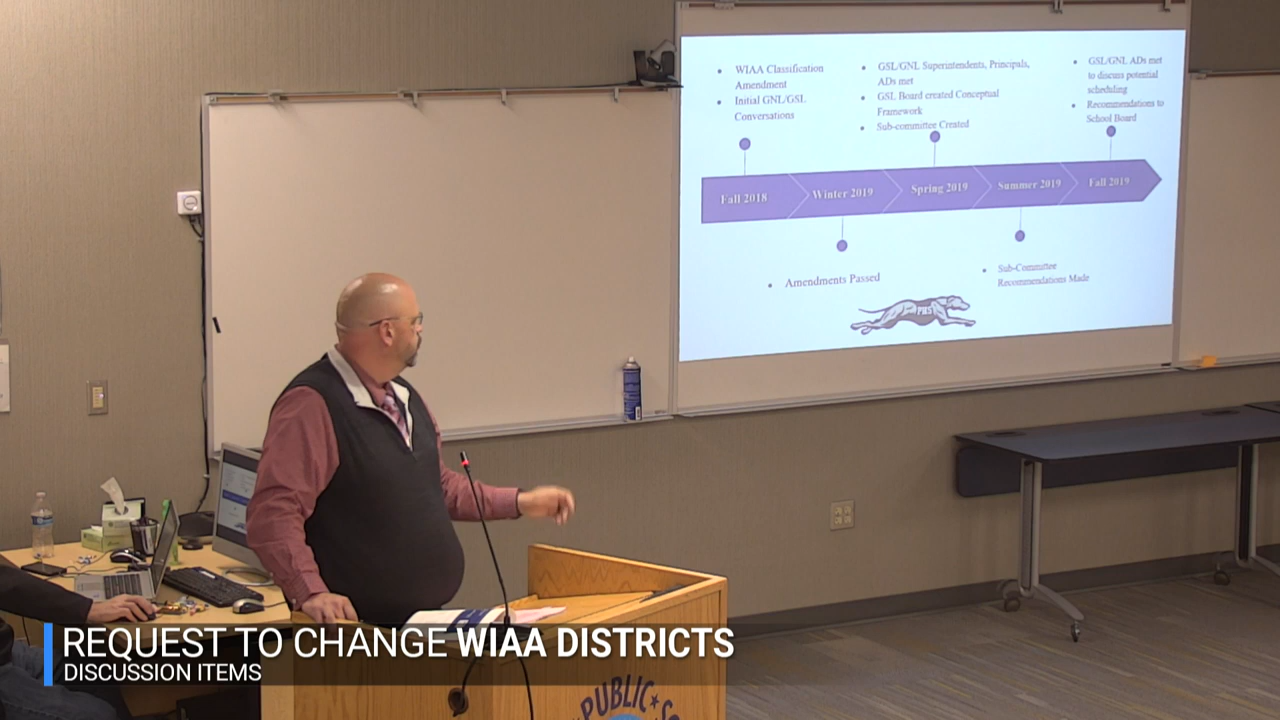 • WIAA Classification
Amendment
• Initial GNL/GSL
Conversations
• GSL/GNL Superintendents, Principals,
ADs met
• GSL Board created Conceptual
Framework
• Sub-committee Created
• GSL/GNL ADs met
to discuss potential
scheduling
• Recommendations to
School Board
Fall 2018
Winter 2019
Spring 2019
Summer 2019
Fall 2019
• Amendments Passed
• Sub-Committee
Recommendations Made
PHS
REQUEST TO CHANGE WIAA DISTRICTS
DISCUSSION ITEMS
PUBLIC